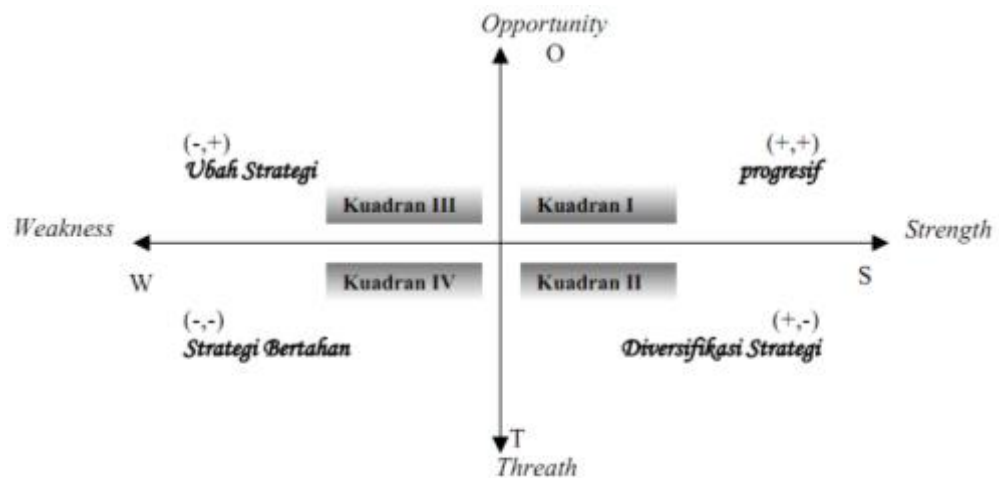 Opportunity
O
(-,+)
Ubah Strategi
(+,+)
progresif
Kuadran III
Kuadran I
Weakness
Strength
W
S
Kuadran IV
Kuadran II
(-,-)
Strategi Bertahan
(+,-)
Diversifikasi Strategi
T
Threath